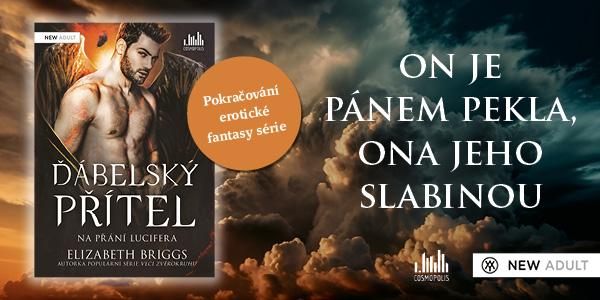 NEW ADULT
COSMOPOLIS
ĎÁBELSKÝ
PŘÍTEL
NA PŘÁNÍ LUCIFERA
ELIZABETH BRIGGS
AUTORKA POPULÁRNÍ SÉRIE VĚCI ZVĚROKRUHU
Pokračování
erotické
fantasy série
ON JE
PÁNEM PEKLA,
ONA JEHO
SLABINOU
COSMOPOLIS
NEW ADULT